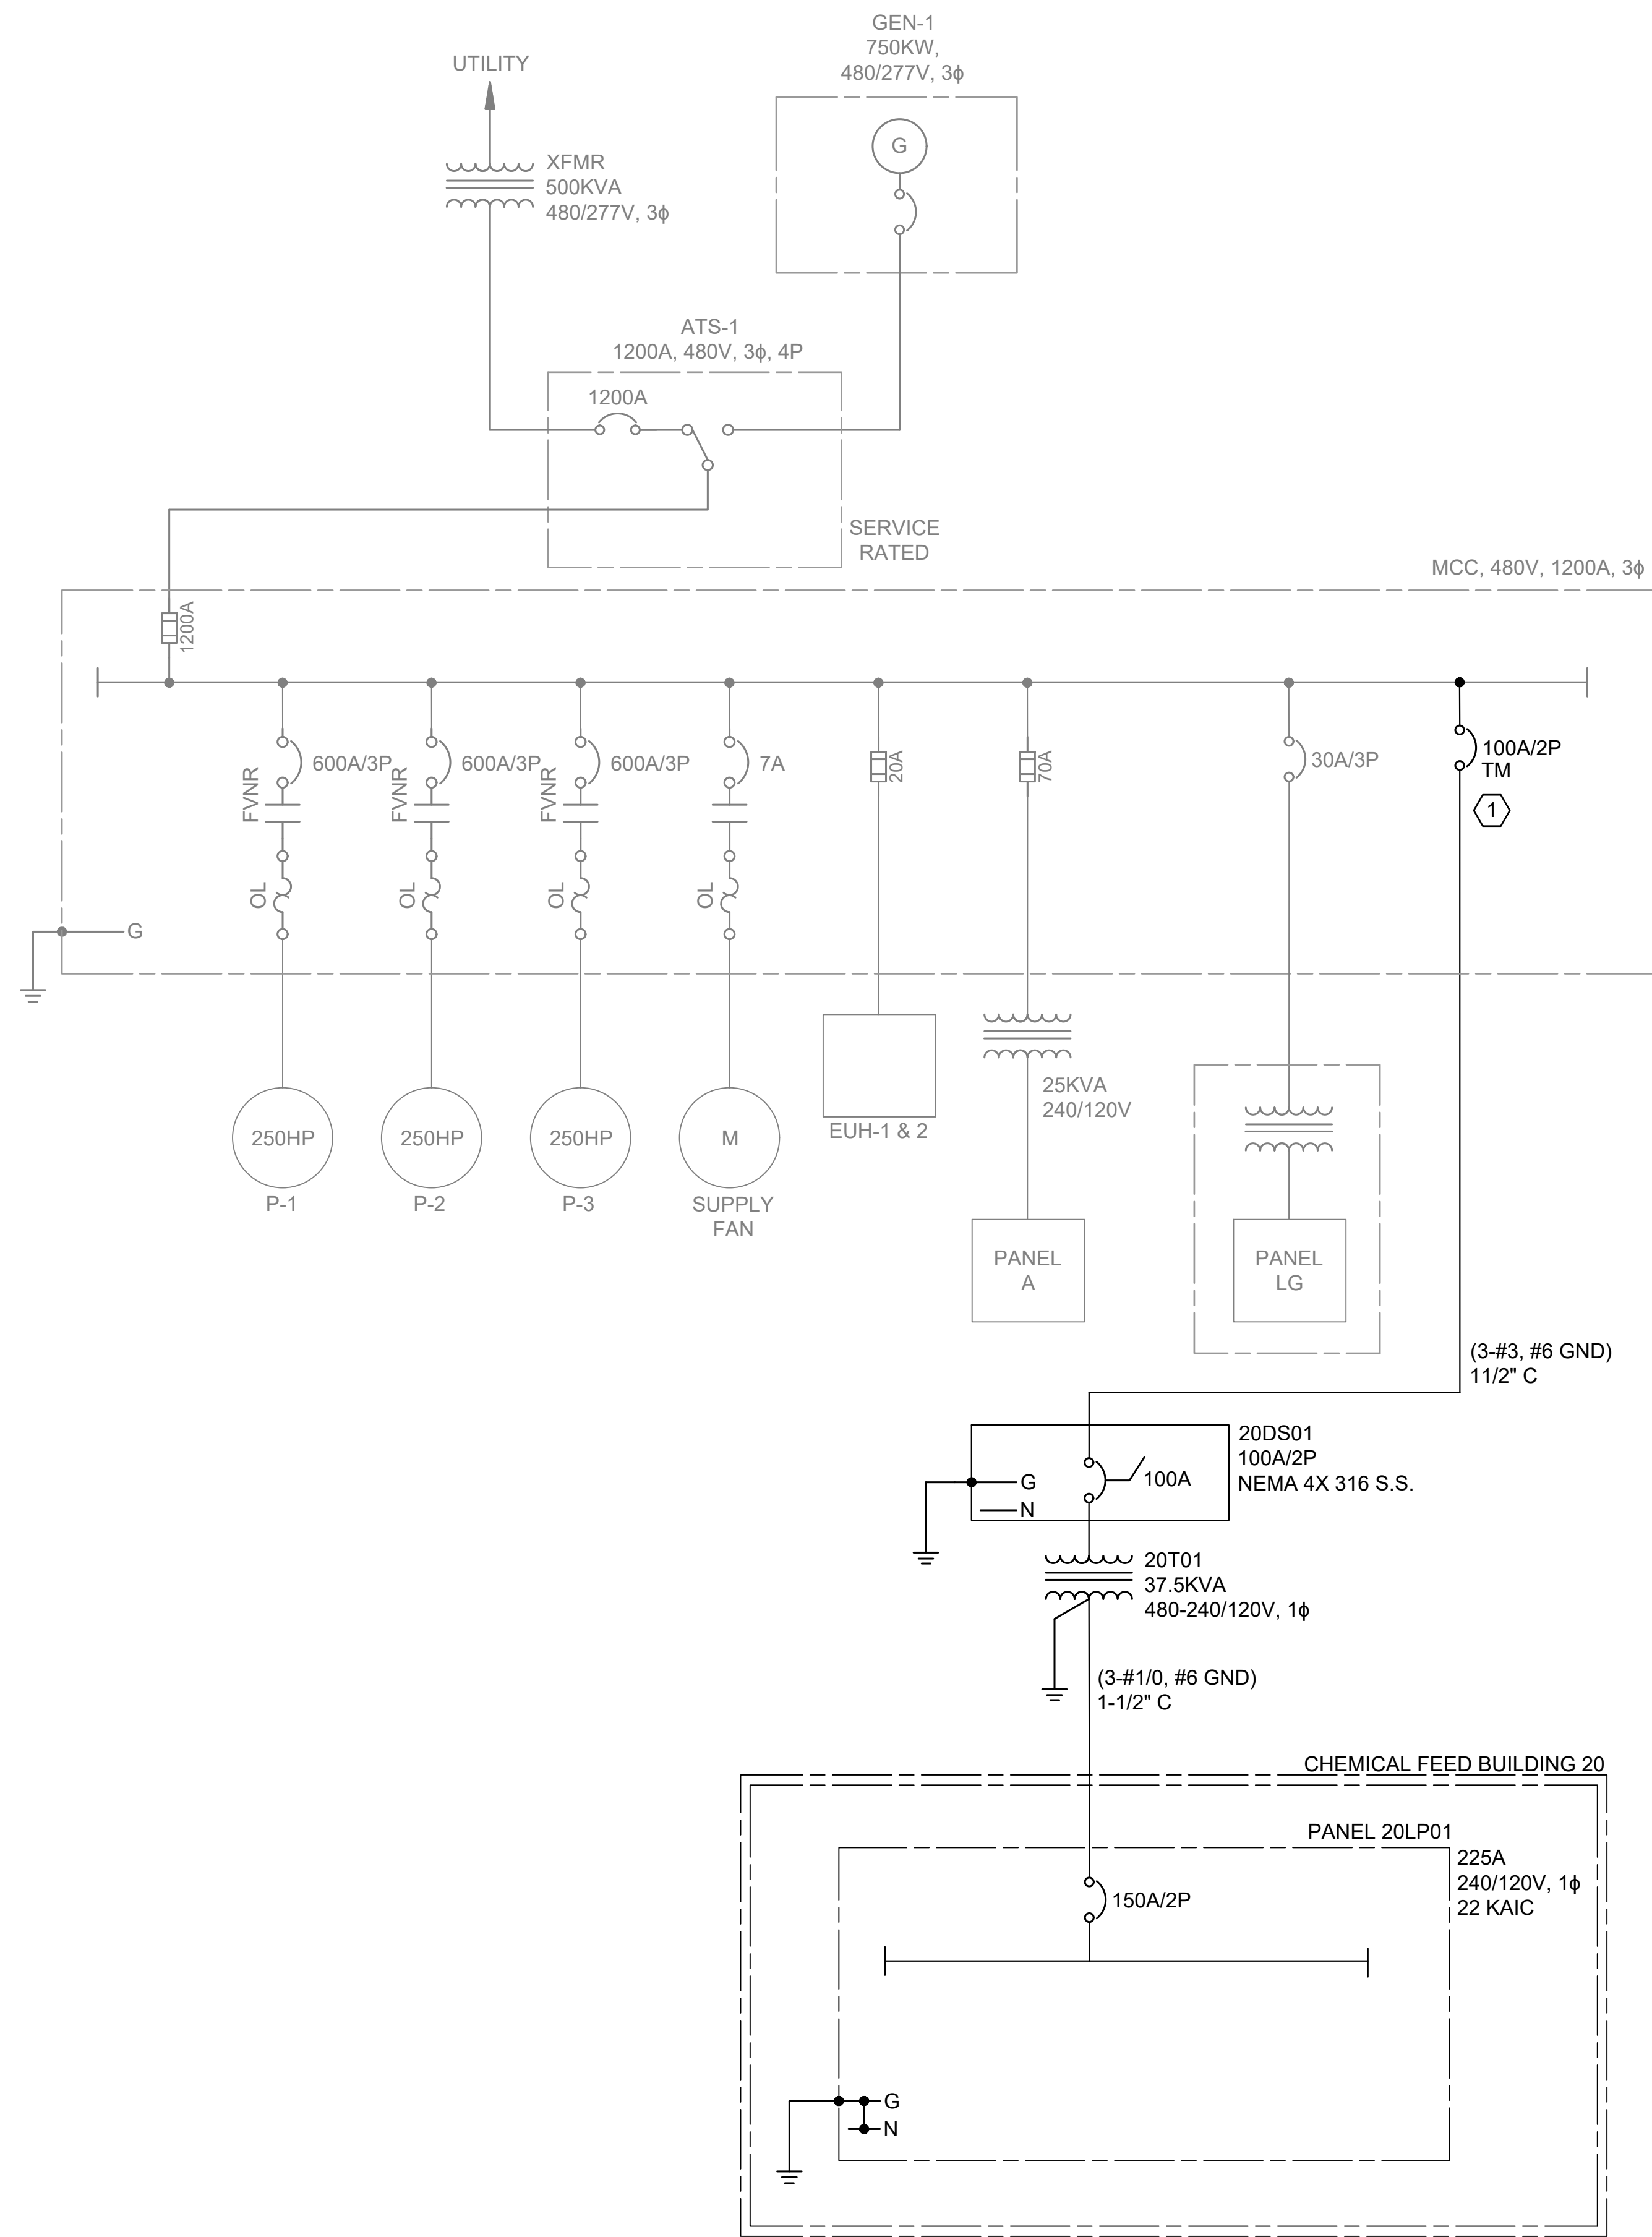 GEN-1
750KW,
480/277V, 3ϕ
UTILITY
G
XFMR
500KVA
480/277V, 3ϕ
ATS-1
1200A, 480V, 3ϕ, 4P
1200A
SERVICE
RATED
MCC, 480V, 1200A, 3ϕ
1200A
600A/3P
FVNR
OL
600A/3P
FVNR
OL
600A/3P
FVNR
OL
7A
OL
20A
70A
30A/3P
100A/2P
TM
1
G
250HP
P-1
250HP
P-2
250HP
P-3
M
SUPPLY
FAN
EUH-1 & 2
25KVA
240/120V
PANEL
A
PANEL
LG
(3-#3, #6 GND)
11/2" C
20DS01
100A/2P
NEMA 4X 316 S.S.
100A
G
N
20T01
37.5KVA
480-240/120V, 1ϕ
(3-#1/0, #6 GND)
1-1/2" C
CHEMICAL FEED BUILDING 20
PANEL 20LP01
225A
240/120V, 1ϕ
22 KAIC
150A/2P
G
N